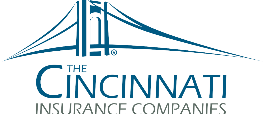 ®
THE
CINCINNATI
INSURANCE COMPANIES